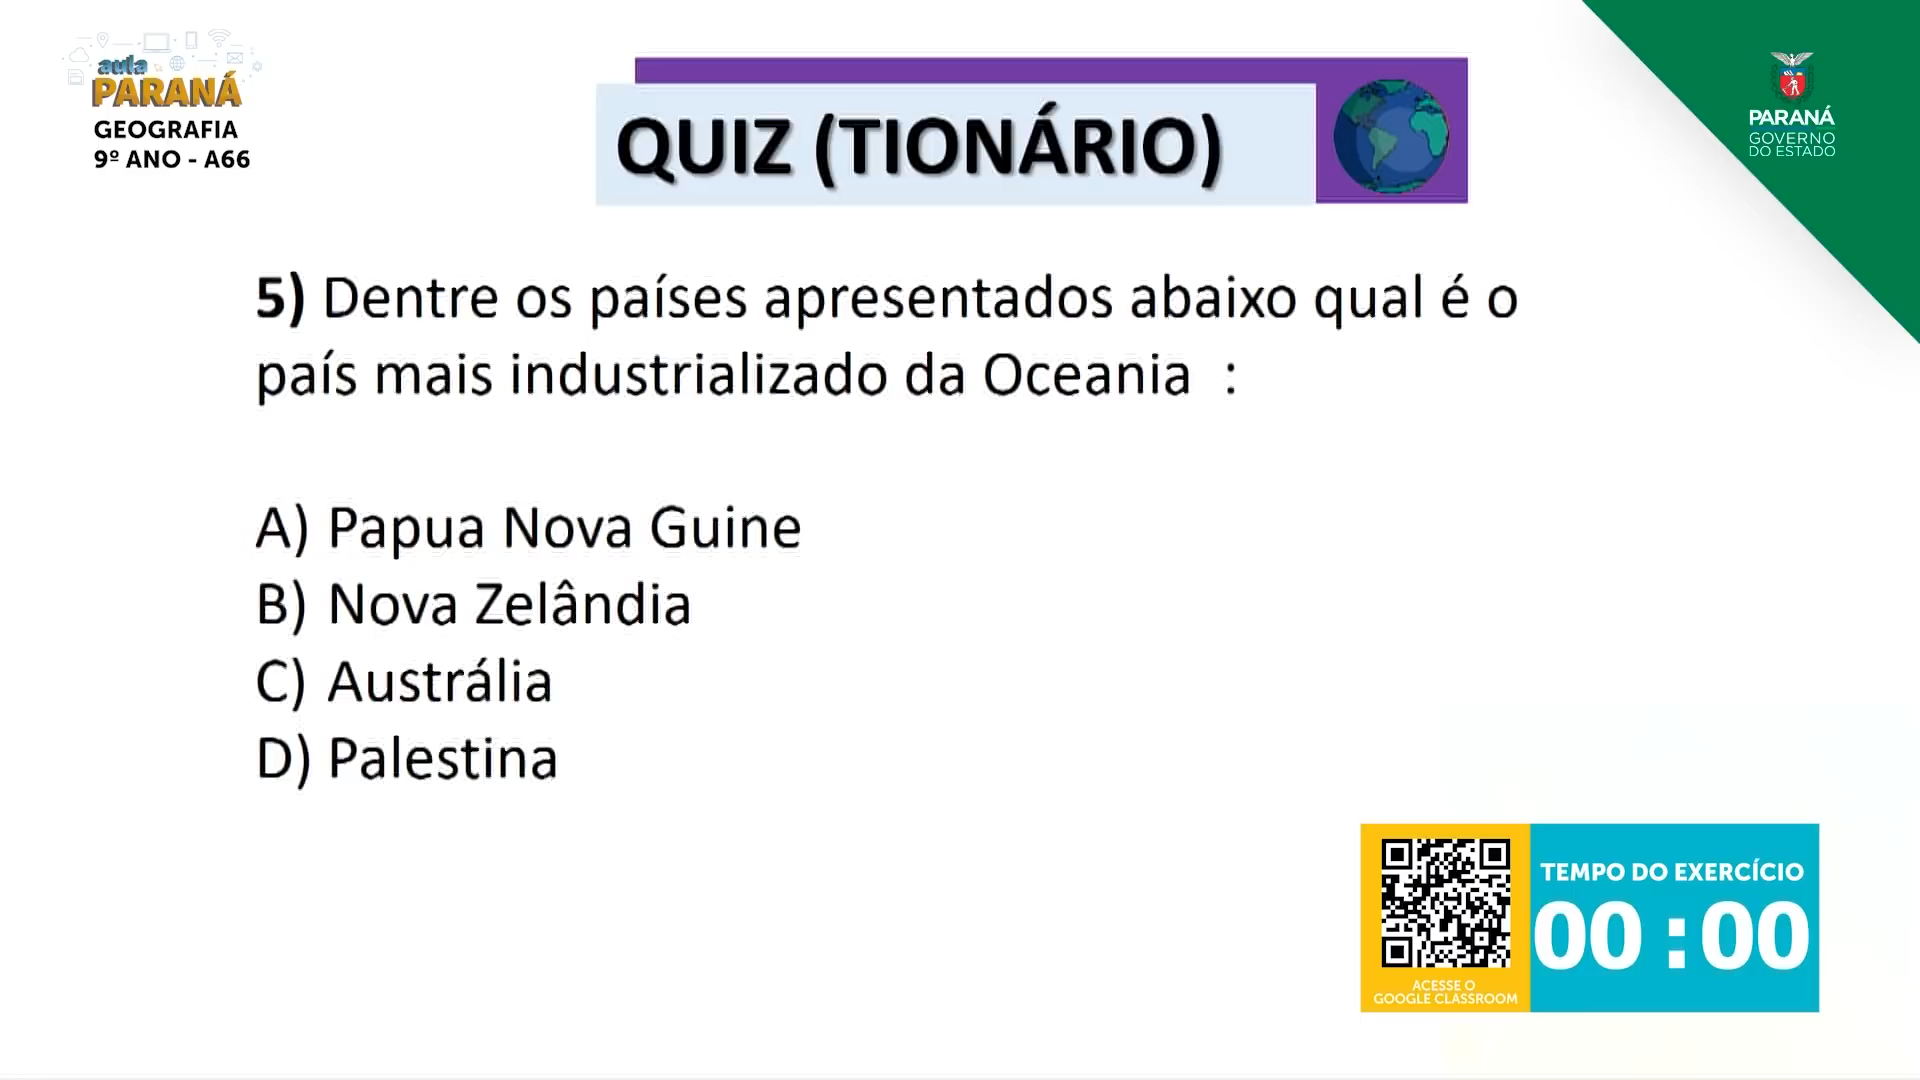 aula
PARANÁ
GEOGRAFIA
9º ANO - A66
QUIZ (TIONÁRIO)
PARANÁ
GOVERNO
DO ESTADO
5) Dentre os países apresentados abaixo qual é o
país mais industrializado da Oceania :
A) Papua Nova Guine
B) Nova Zelândia
C) Austrália
D) Palestina
ACESSE O
GOOGLE CLASSROOM
TEMPO DO EXERCÍCIO
00:00